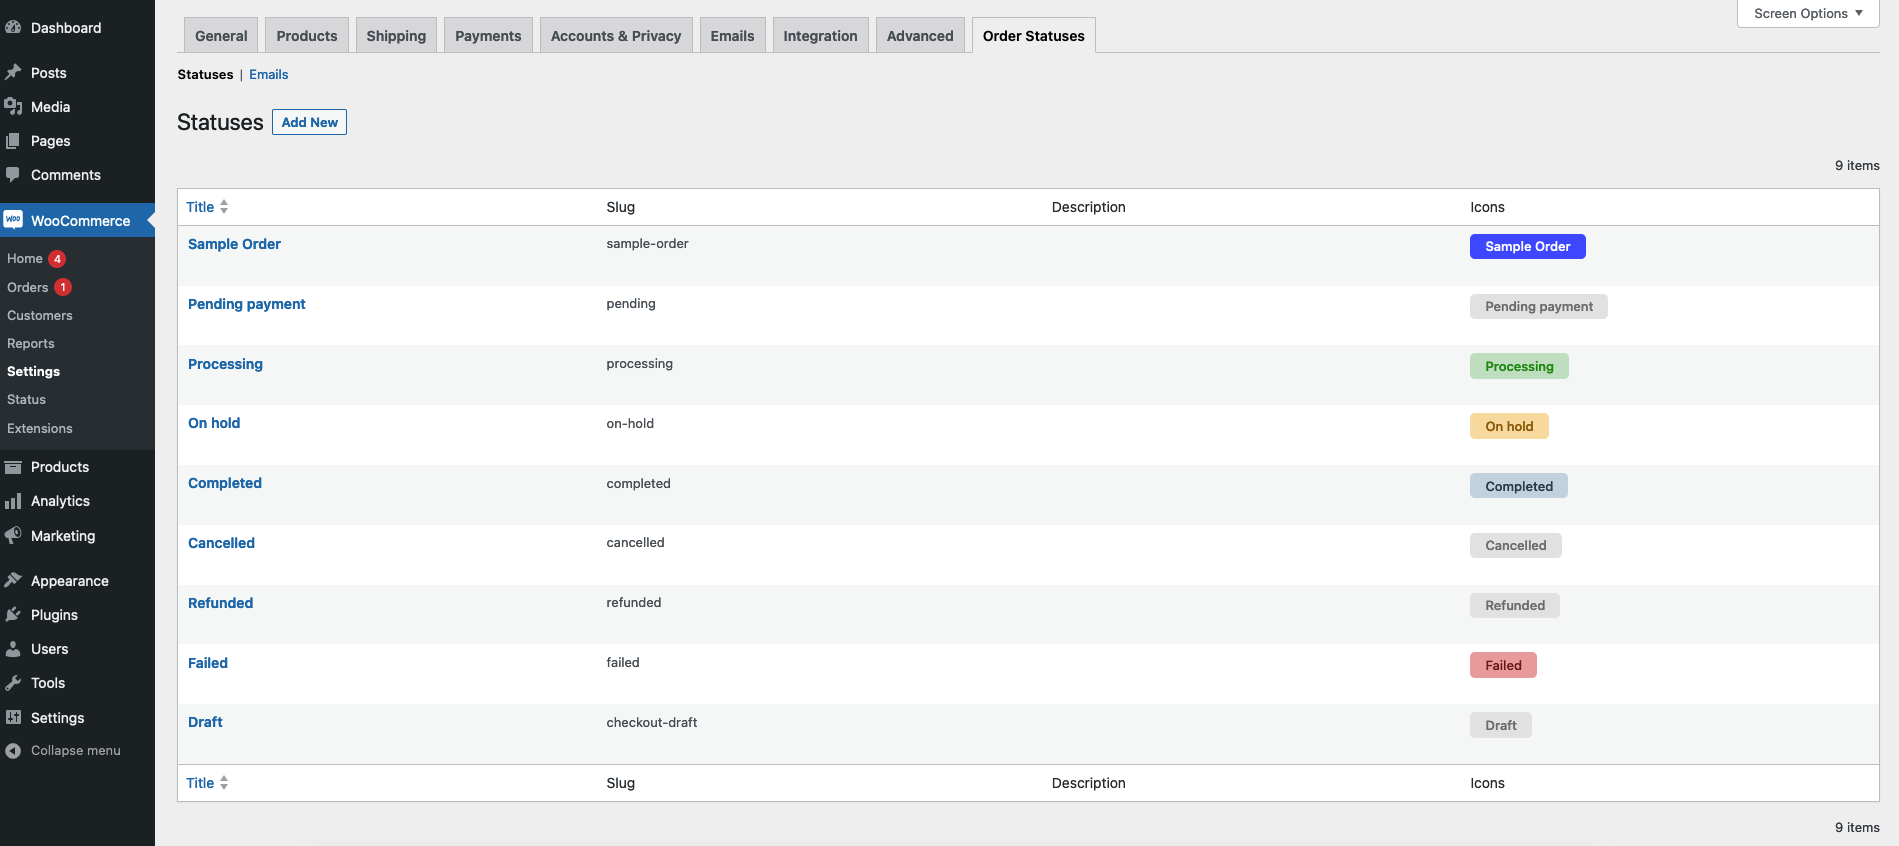 Dashboard
Posts
Media
Pages
Comments
Woo WooCommerce
Home 4
Orders 1
Customers
Reports
Settings
Status
Extensions
Products
Analytics
Marketing
Appearance
Plugins
Users
Tools
Settings
Collapse menu
Screen Options
General Products Shipping Payments Accounts & Privacy Emails Integration Advanced Order Statuses
Statuses | Emails
Statuses Add New
9 items
Title Slug Description Icons
Sample Order sample-order Sample Order
Pending payment pending Pending payment
Processing processing Processing
On hold on-hold On hold
Completed completed Completed
Cancelled cancelled Cancelled
Refunded refunded Refunded
Failed failed Failed
Draft checkout-draft Draft
Title Slug Description Icons
9 items